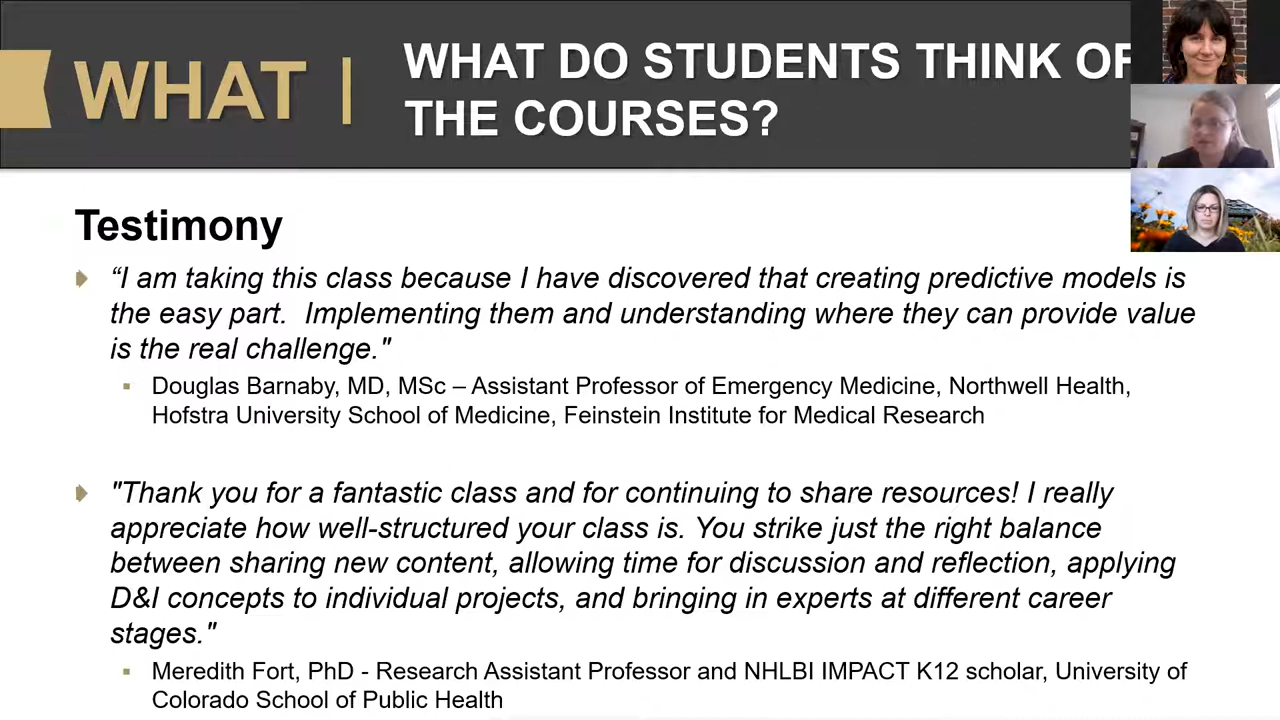 WHAT
WHAT DO STUDENTS THINK OF
THE COURSES?
Testimony
“I am taking this class because I have discovered that creating predictive models is
the easy part.  Implementing them and understanding where they can provide value
is the real challenge."
Douglas Barnaby, MD, MSc – Assistant Professor of Emergency Medicine, Northwell Health,
Hofstra University School of Medicine, Feinstein Institute for Medical Research
"Thank you for a fantastic class and for continuing to share resources! I really
appreciate how well-structured your class is. You strike just the right balance
between sharing new content, allowing time for discussion and reflection, applying
D&I concepts to individual projects, and bringing in experts at different career
stages."
Meredith Fort, PhD - Research Assistant Professor and NHLBI IMPACT K12 scholar, University of
Colorado School of Public Health